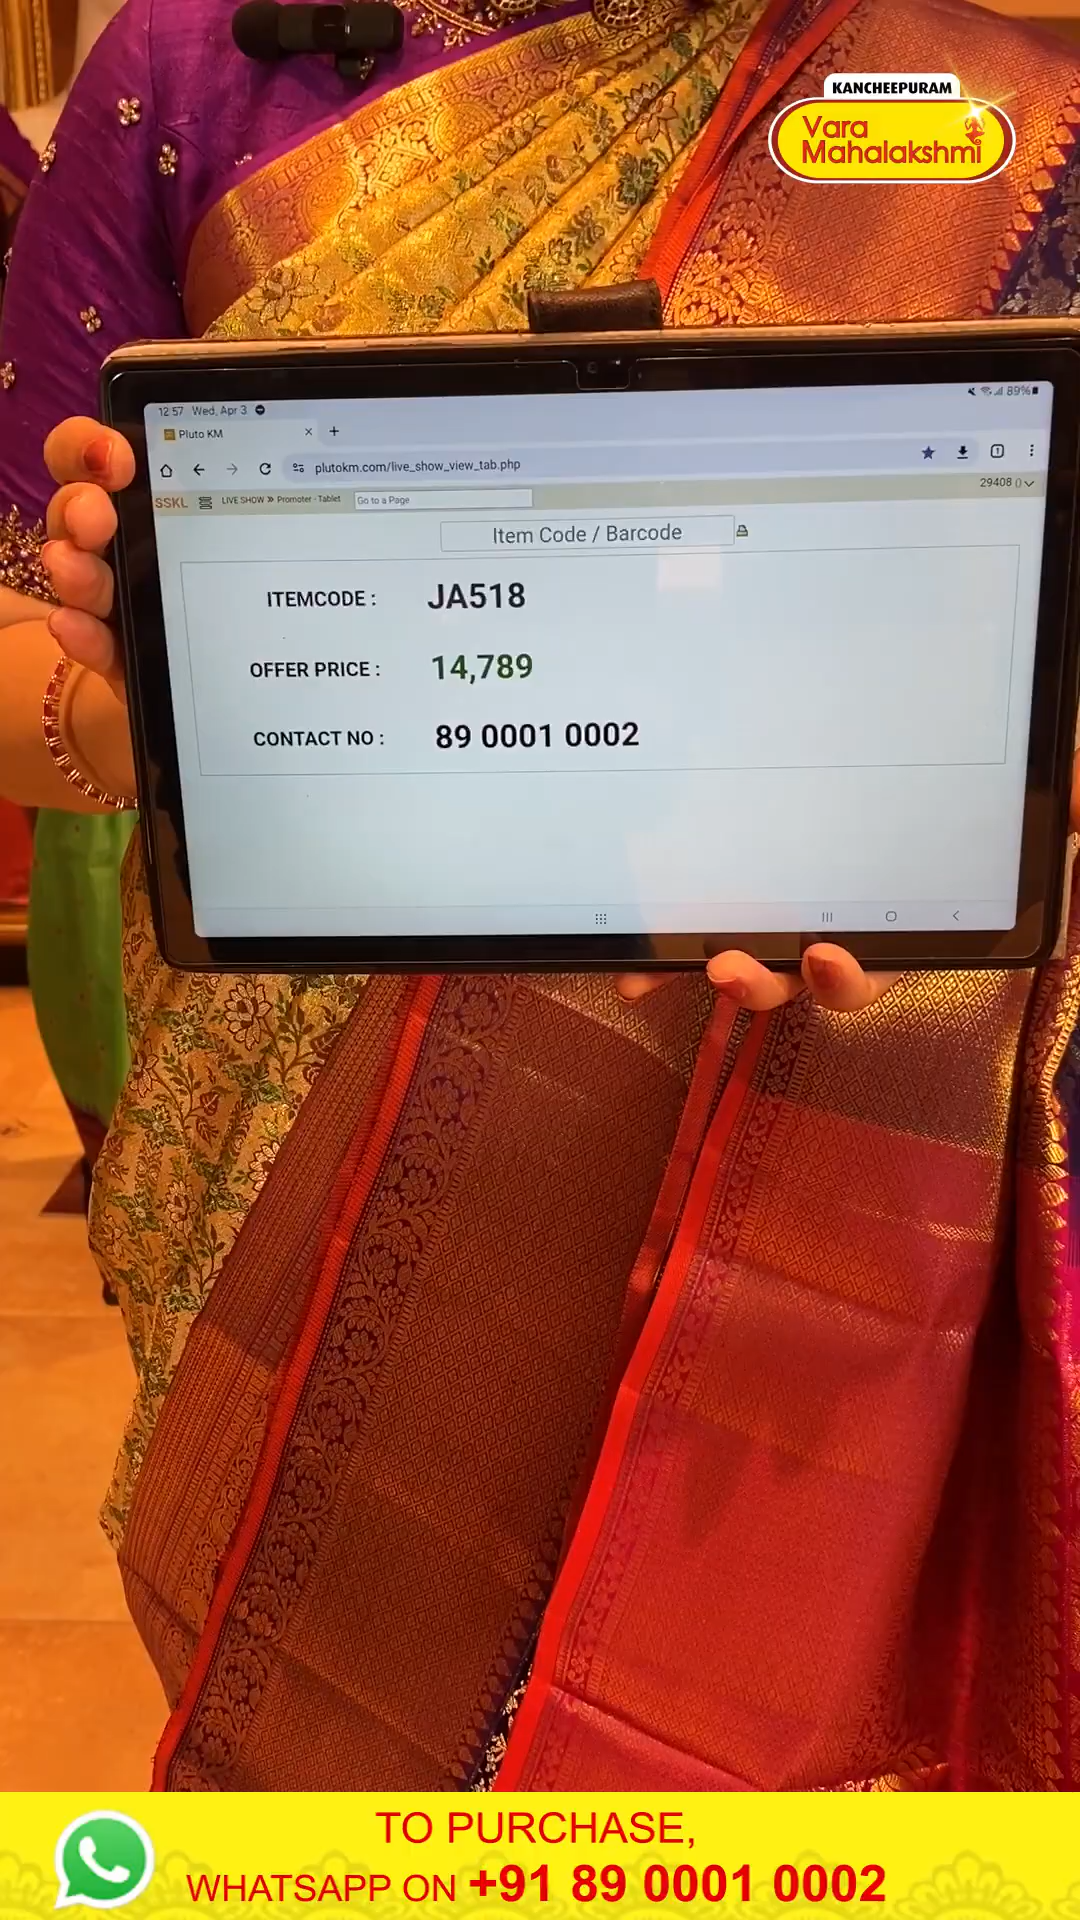 KANCHEEPURAM
Vara
Mahalakshmi
12:57 Wed, Apr 3
89%
Pluto KM
plutokm.com/live_show_view_tab.php
29408 ()
SSKL
LIVE SHOW » Promoter - Tablet
Go to a Page
Item Code / Barcode
ITEMCODE : JA518
OFFER PRICE : 14,789
CONTACT NO : 89 0001 0002
TO PURCHASE,
WHATSAPP ON +91 89 0001 0002